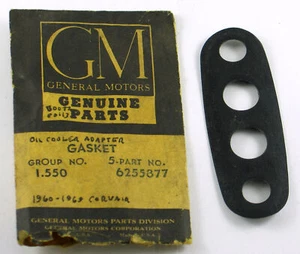 GM
GENERAL MOTORS
GENUINE
PARTS
OIL COOLER ADAPTER
GASKET
GROUP NO. 5-PART NO.
1.550 6255877
1960-1969 CORVAIR
GENERAL MOTORS PARTS DIVISION
GENERAL MOTORS CORPORATION